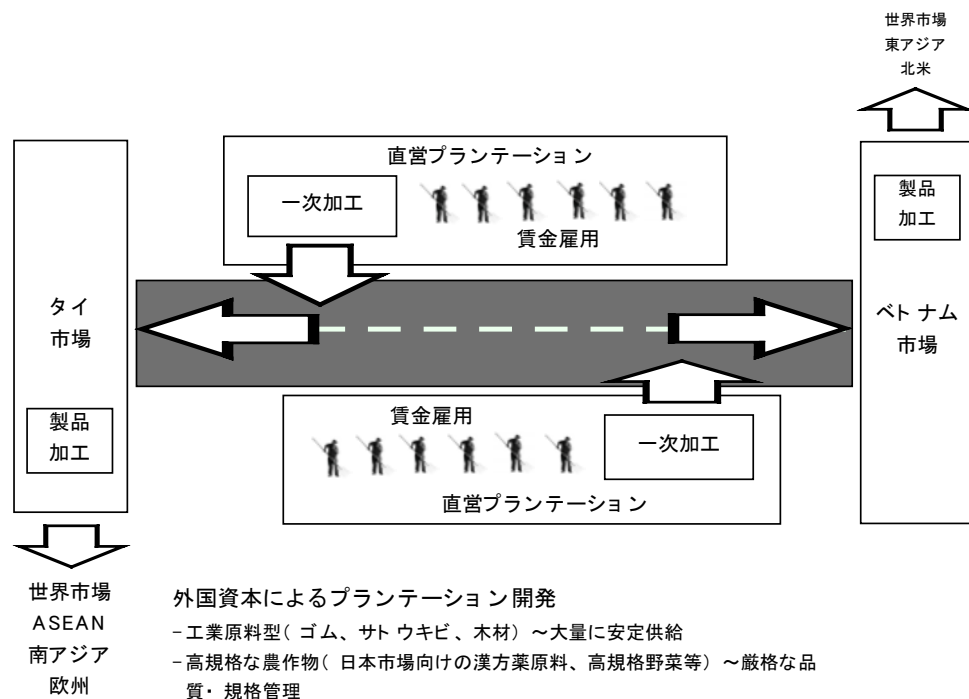 世界市場
東アジア
北米
直営プランテーション
一次加工
賃金雇用
製品
加工
タイ
市場
ベトナム
市場
製品
加工
賃金雇用
一次加工
直営プランテーション
世界市場
ASEAN
南アジア
欧州
外国資本によるプランテーション開発
-工業原料型(ゴム、サトウキビ、木材)～大量に安定供給
-高規格な農作物(日本市場向けの漢方薬原料、高規格野菜等)～厳格な品
質・規格管理